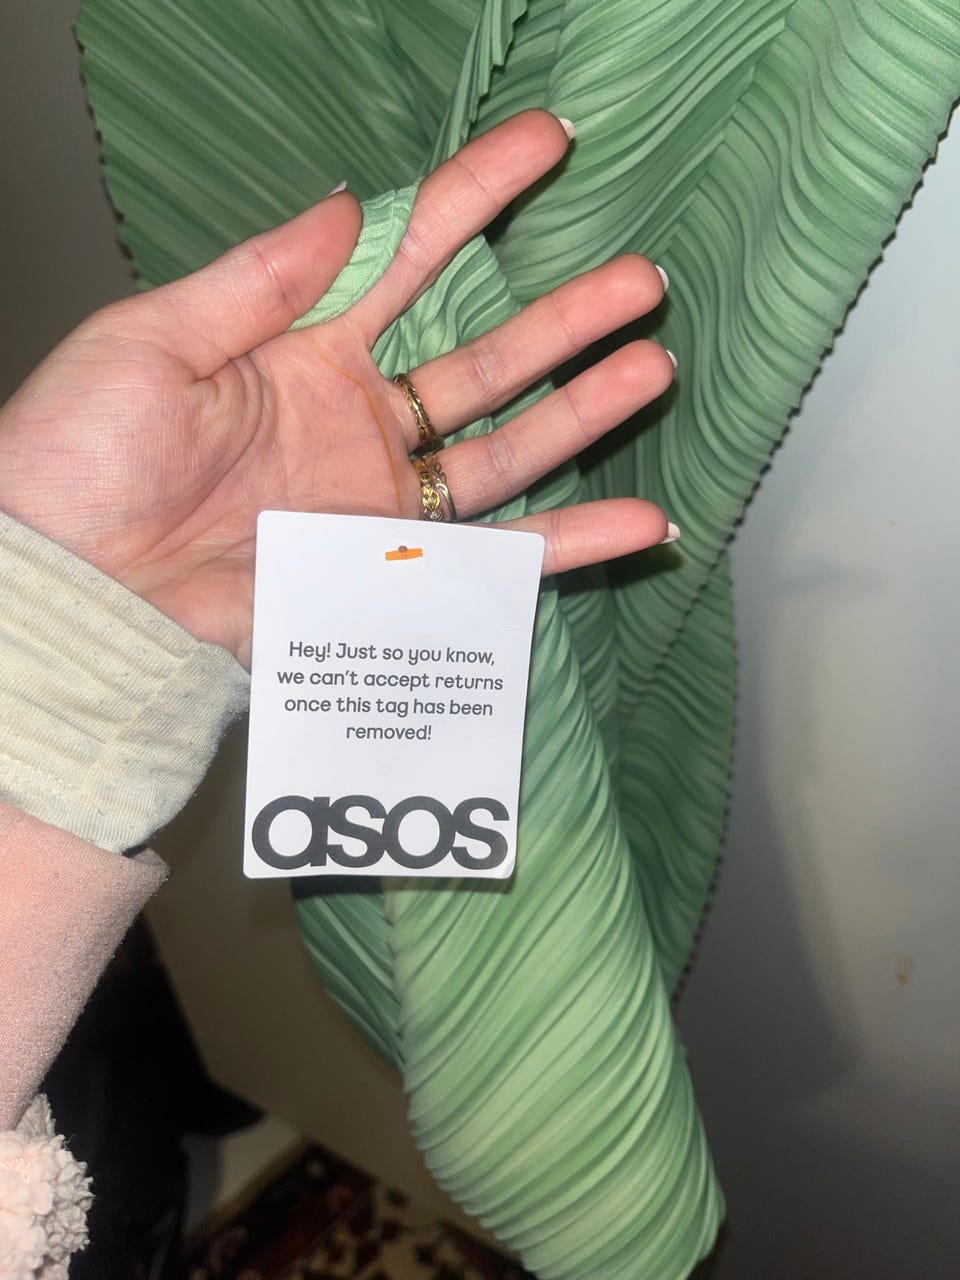 Hey! Just so you know,
we can't accept returns
once this tag has been
removed!
asos